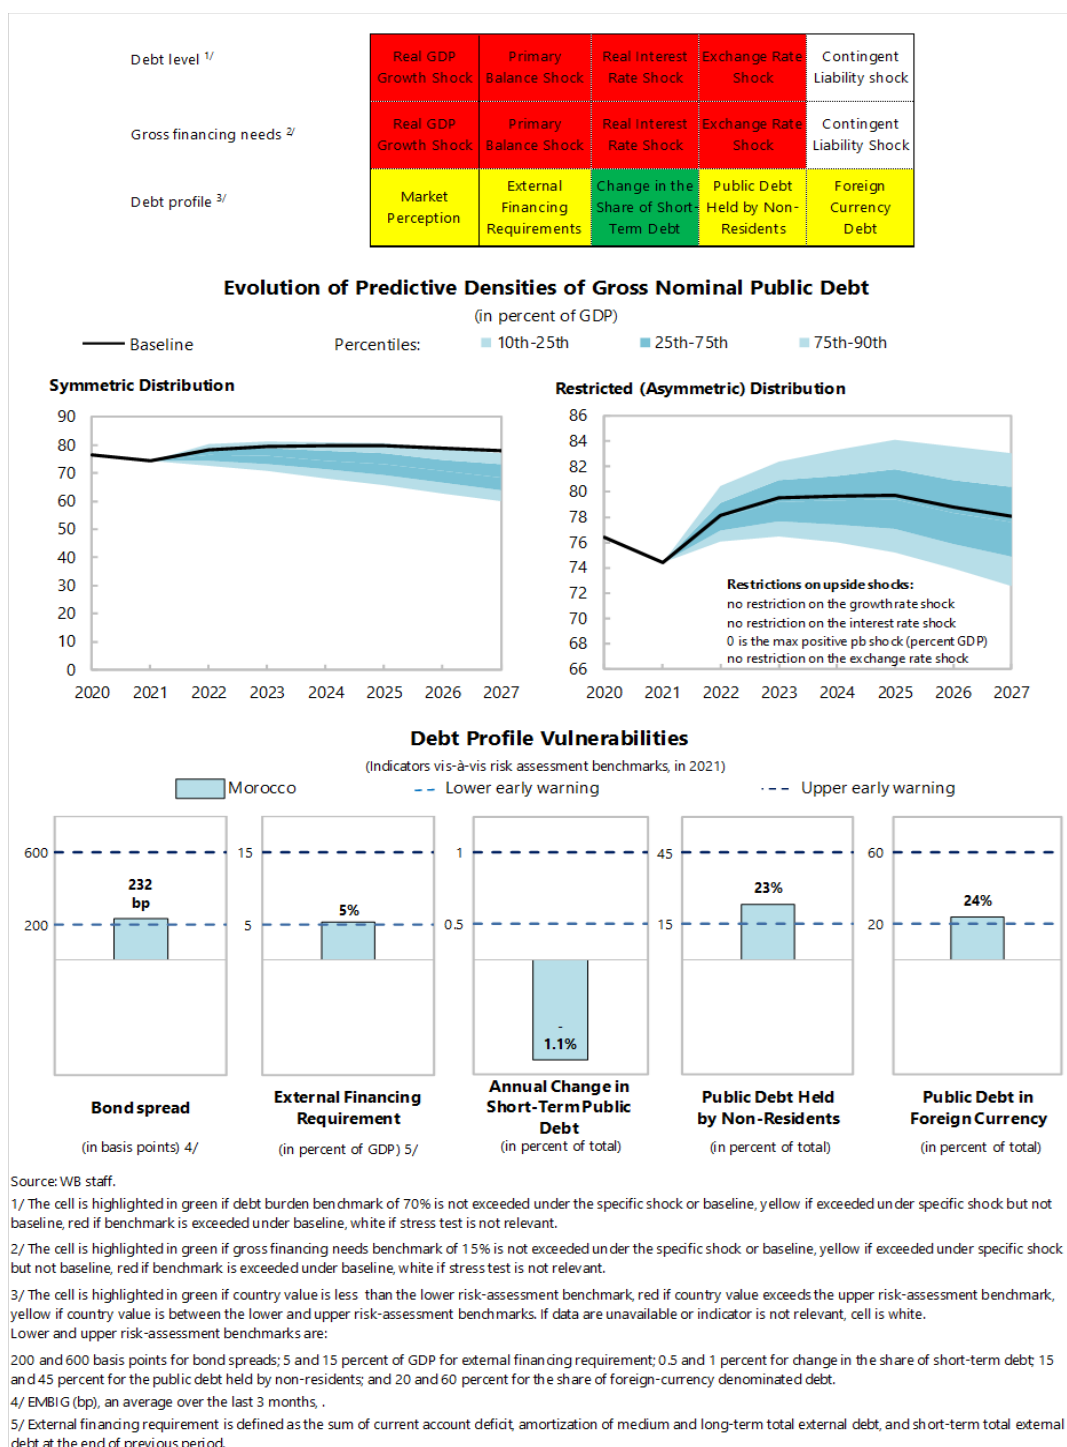 Debt level 1/
Real GDP Growth Shock
Primary Balance Shock
Real Interest Rate Shock
Exchange Rate Shock
Contingent Liability shock
Gross financing needs 2/
Real GDP Growth Shock
Primary Balance Shock
Real Interest Rate Shock
Exchange Rate Shock
Contingent Liability Shock
Debt profile 3/
Market Perception
External Financing Requirements
Change in the Share of Short-Term Debt
Public Debt Held by Non-Residents
Foreign Currency Debt
Evolution of Predictive Densities of Gross Nominal Public Debt
(in percent of GDP)
Baseline
Percentiles:
10th-25th
25th-75th
75th-90th
Symmetric Distribution
90
80
70
60
50
40
30
20
10
0
2020 2021 2022 2023 2024 2025 2026 2027
Restricted (Asymmetric) Distribution
86
84
82
80
78
76
74
72
70
68
66
Restrictions on upside shocks:
no restriction on the growth rate shock
no restriction on the interest rate shock
0 is the max positive pb shock (percent GDP)
no restriction on the exchange rate shock
2020 2021 2022 2023 2024 2025 2026 2027
Debt Profile Vulnerabilities
(Indicators vis-à-vis risk assessment benchmarks, in 2021)
Morocco
Lower early warning
Upper early warning
600
200
232
bp
Bond spread
(in basis points) 4/
15
5
5%
External Financing
Requirement
(in percent of GDP) 5/
1
0.5
-
1.1%
Annual Change in
Short-Term Public
Debt
(in percent of total)
45
15
23%
Public Debt Held
by Non-Residents
(in percent of total)
60
20
24%
Public Debt in
Foreign Currency
(in percent of total)
Source: WB staff.
1/ The cell is highlighted in green if debt burden benchmark of 70% is not exceeded under the specific shock or baseline, yellow if exceeded under specific shock but not
baseline, red if benchmark is exceeded under baseline, white if stress test is not relevant.
2/ The cell is highlighted in green if gross financing needs benchmark of 15% is not exceeded under the specific shock or baseline, yellow if exceeded under specific shock
but not baseline, red if benchmark is exceeded under baseline, white if stress test is not relevant.
3/ The cell is highlighted in green if country value is less than the lower risk-assessment benchmark, red if country value exceeds the upper risk-assessment benchmark,
yellow if country value is between the lower and upper risk-assessment benchmarks. If data are unavailable or indicator is not relevant, cell is white.
Lower and upper risk-assessment benchmarks are:
200 and 600 basis points for bond spreads; 5 and 15 percent of GDP for external financing requirement; 0.5 and 1 percent for change in the share of short-term debt; 15
and 45 percent for the public debt held by non-residents; and 20 and 60 percent for the share of foreign-currency denominated debt.
4/ EMBIG (bp), an average over the last 3 months, .
5/ External financing requirement is defined as the sum of current account deficit, amortization of medium and long-term total external debt, and short-term total external
debt at the end of previous period.